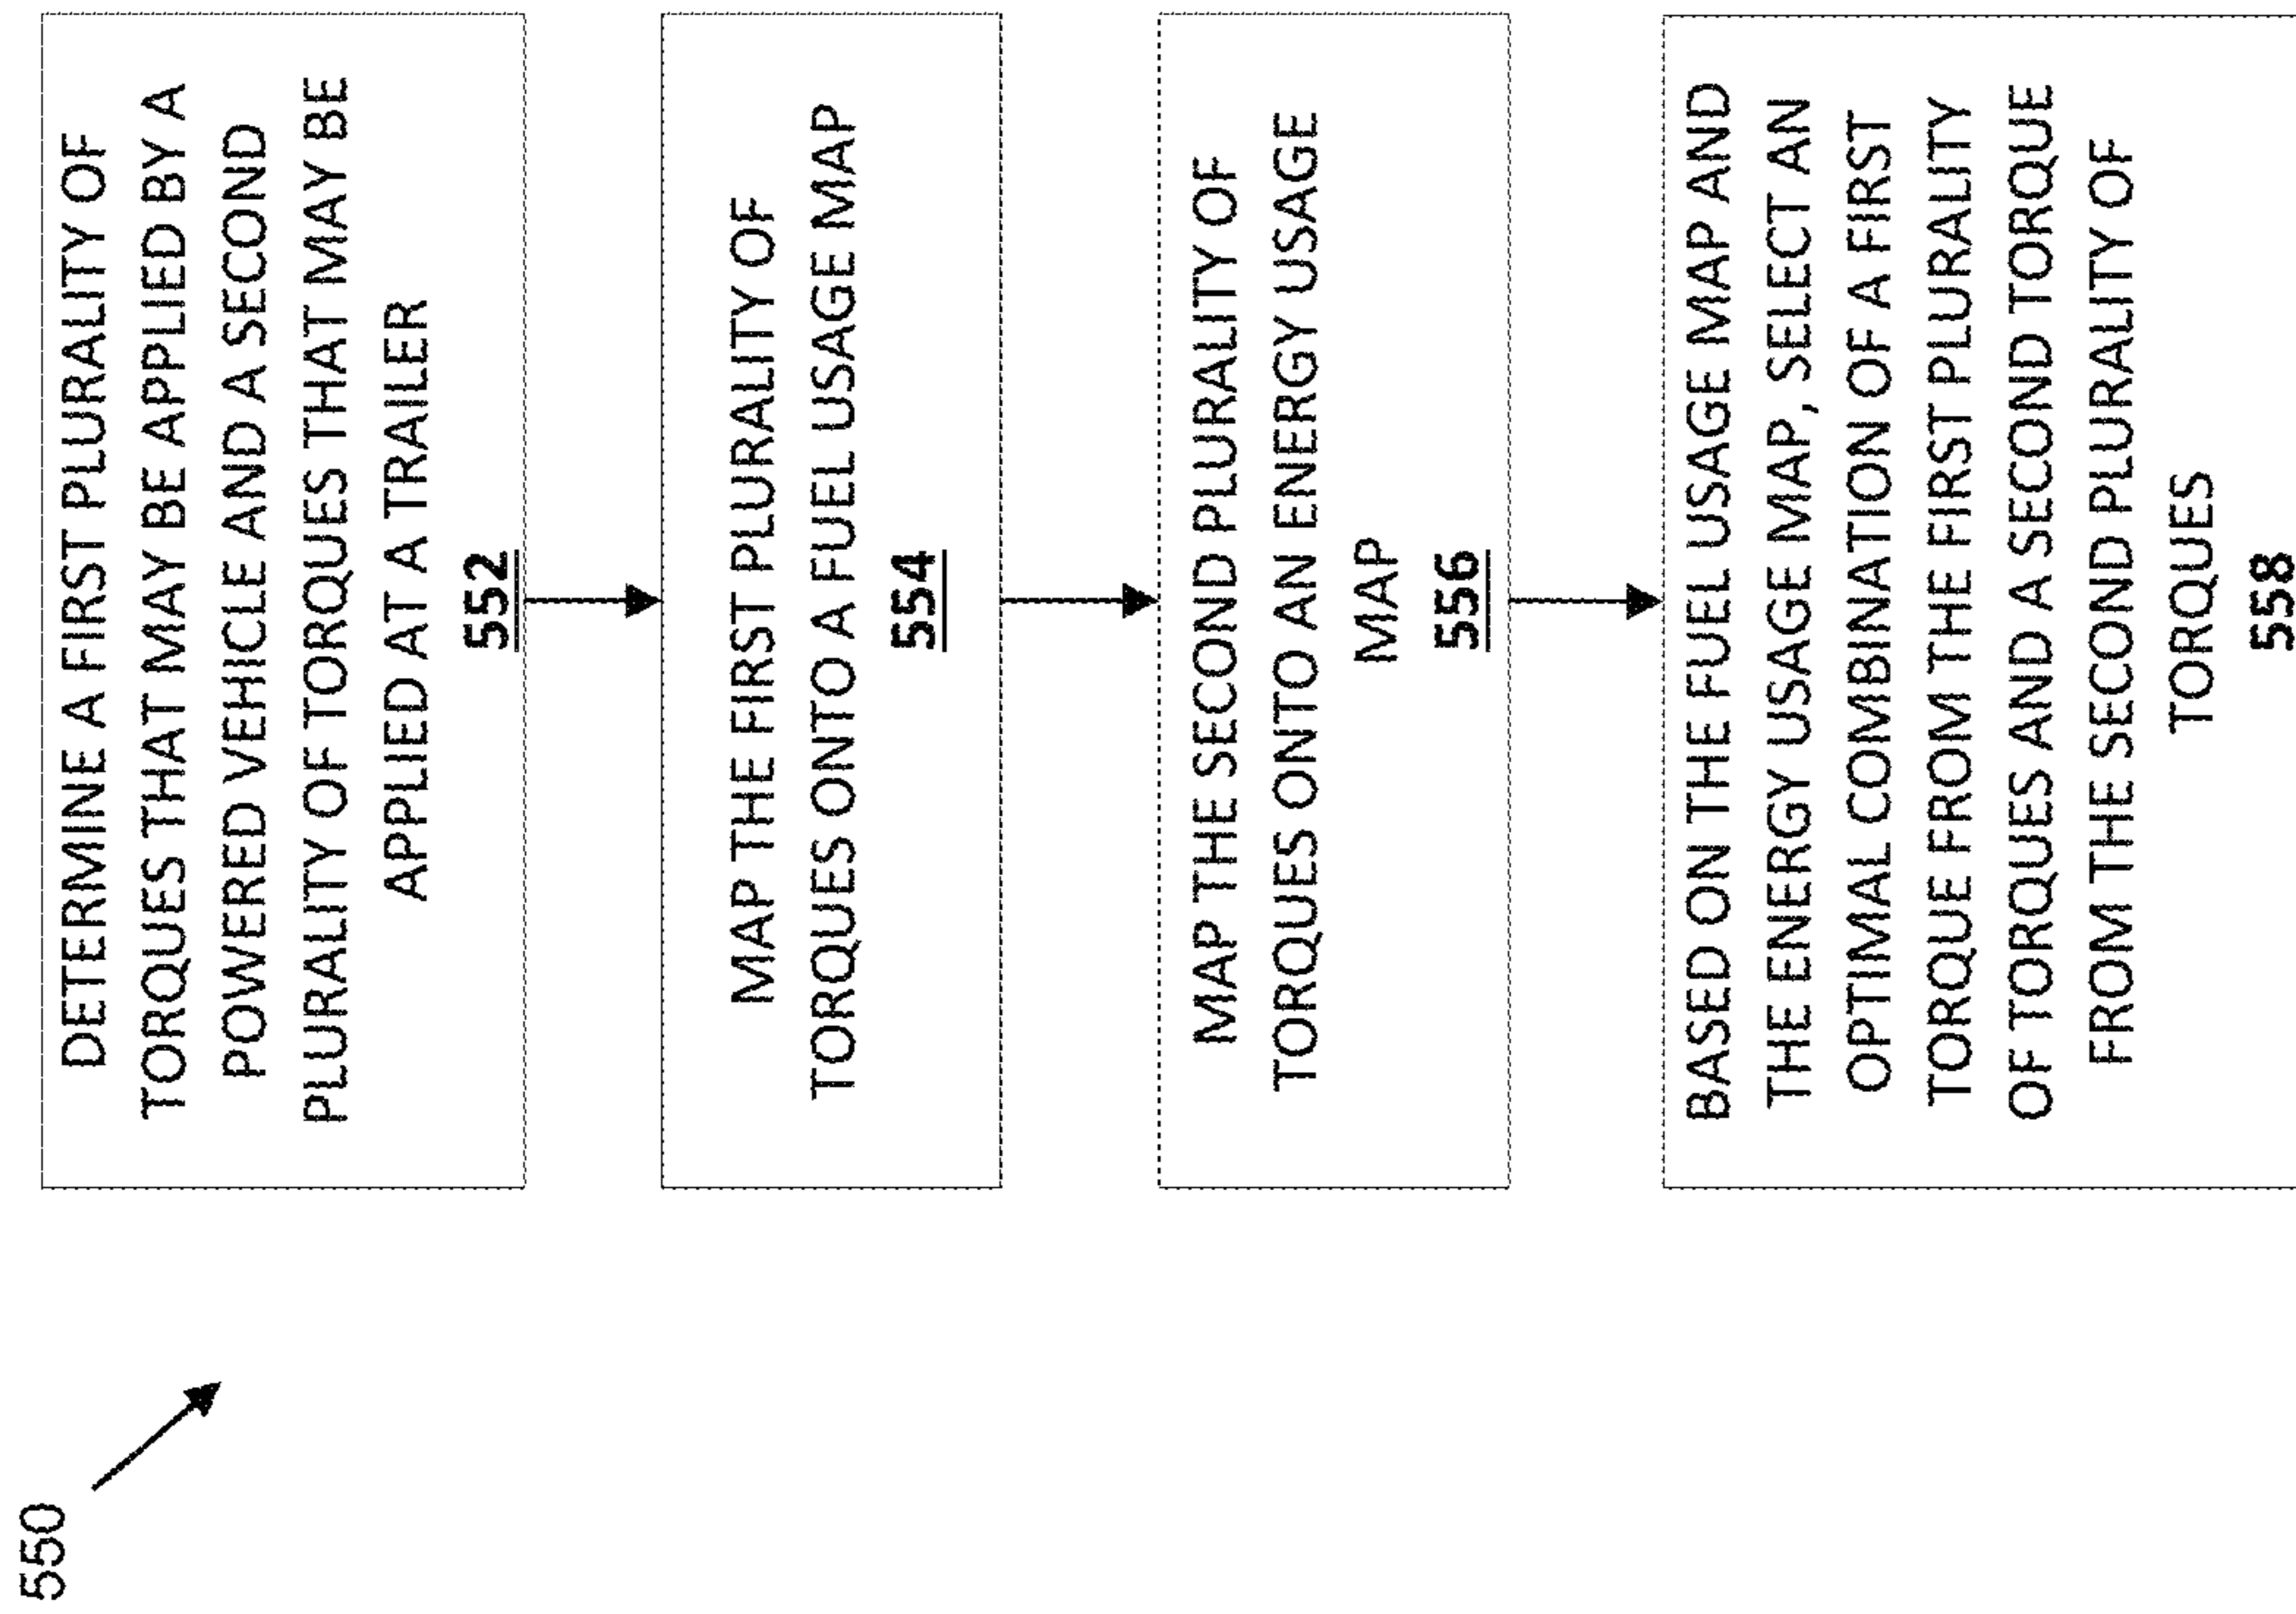 550
DETERMINE A FIRST PLURALITY OF
TORQUES THAT MAY BE APPLIED BY A
POWERED VEHICLE AND A SECOND
PLURALITY OF TORQUES THAT MAY BE
APPLIED AT A TRAILER
552
MAP THE FIRST PLURALITY OF
TORQUES ONTO A FUEL USAGE MAP
554
MAP THE SECOND PLURALITY OF
TORQUES ONTO AN ENERGY USAGE
MAP
556
BASED ON THE FUEL USAGE MAP AND
THE ENERGY USAGE MAP, SELECT AN
OPTIMAL COMBINATION OF A FIRST
TORQUE FROM THE FIRST PLURALITY
OF TORQUES AND A SECOND TORQUE
FROM THE SECOND PLURALITY OF
TORQUES
558